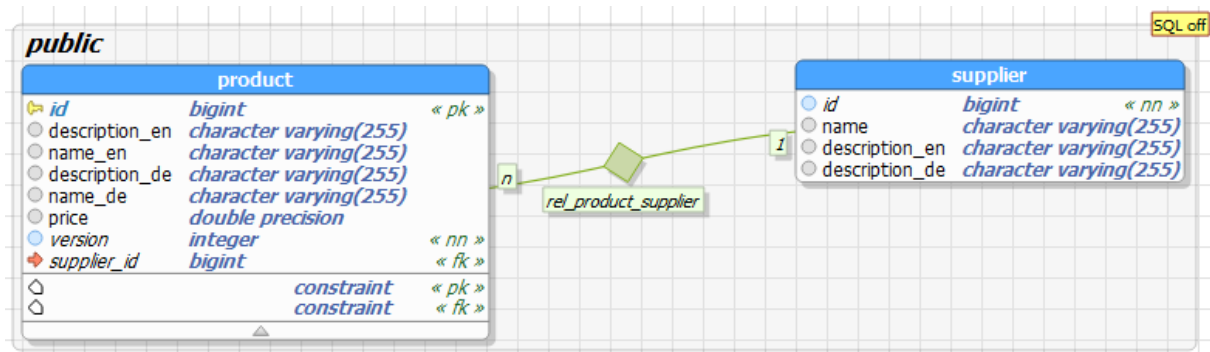 SQL off
public
product
id bigint « pk »
description_en character varying(255)
name_en character varying(255)
description_de character varying(255)
name_de character varying(255)
price double precision
version integer « nn »
supplier_id bigint « fk »
constraint « pk »
constraint « fk »
n
rel_product_supplier
1
supplier
id bigint « nn »
name character varying(255)
description_en character varying(255)
description_de character varying(255)